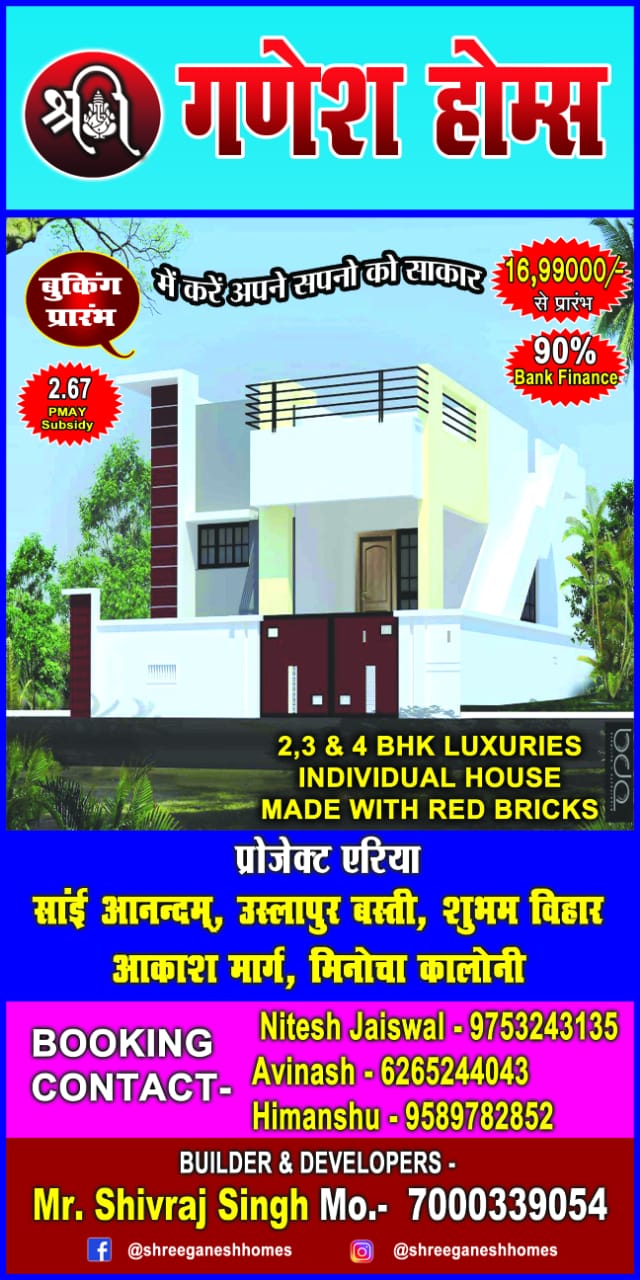 श्री
गणेश होम्स
बुकिंग
प्रारंभ
में करें अपने सपनो को साकार
16,99000/-
से प्रारंभ
90%
Bank Finance
2.67
PMAY
Subsidy
2,3 & 4 BHK LUXURIES
INDIVIDUAL HOUSE
MADE WITH RED BRICKS
प्रोजेक्ट एरिया
सांई आनन्दम्, उस्लापुर बस्ती, शुभम विहार
आकाश मार्ग, मिनोचा कालोनी
BOOKING
CONTACT-
Nitesh Jaiswal - 9753243135
Avinash - 6265244043
Himanshu - 9589782852
BUILDER & DEVELOPERS -
Mr. Shivraj Singh Mo.- 7000339054
@shreeganeshhomes
@shreeganeshhomes